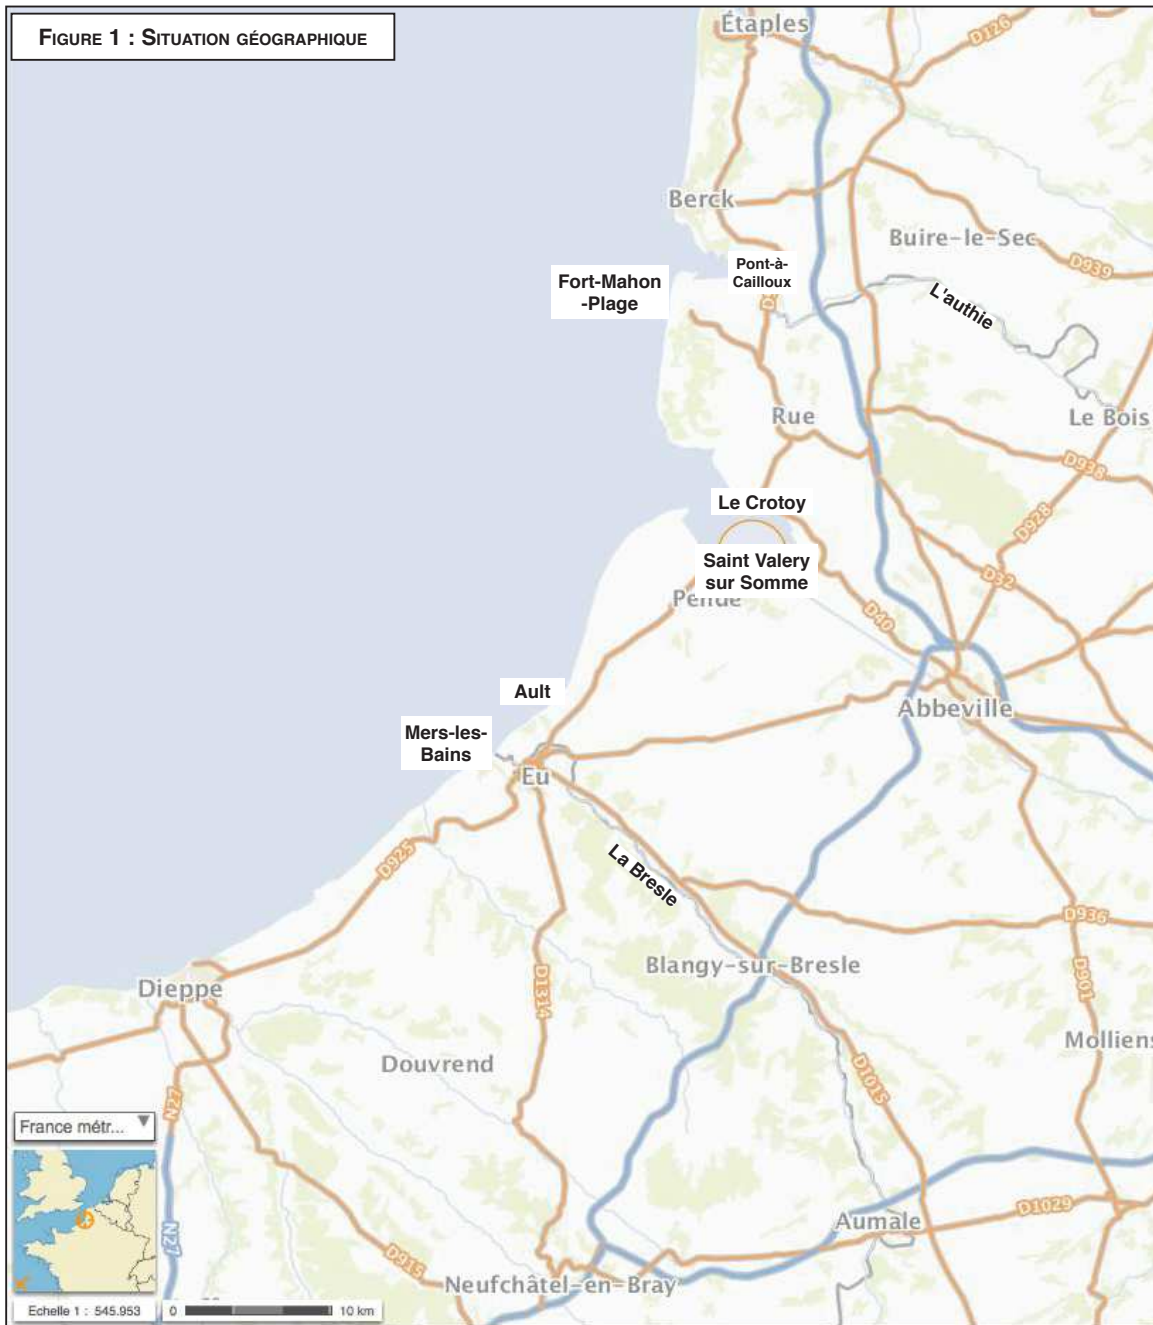 FIGURE 1 : SITUATION GÉOGRAPHIQUE
Étaples
D126
Berck
Buire-le-Sec
D939
Pont-à-
Cailloux
Fort-Mahon
-Plage
L'authie
Rue
Le Bois
D938
D928
Le Crotoy
Saint Valery
sur Somme
Pende
D32
D40
Ault
Abbeville
Mers-les-
Bains
Eu
D925
La Bresle
D936
Blangy-sur-Bresle
D901
Dieppe
D1314
Molliens
Douvrend
D1015
N27
France métr...
N27
D1029
Aumale
D915
Neufchâtel-en-Bray
Echelle 1 : 545.953
0
10 km